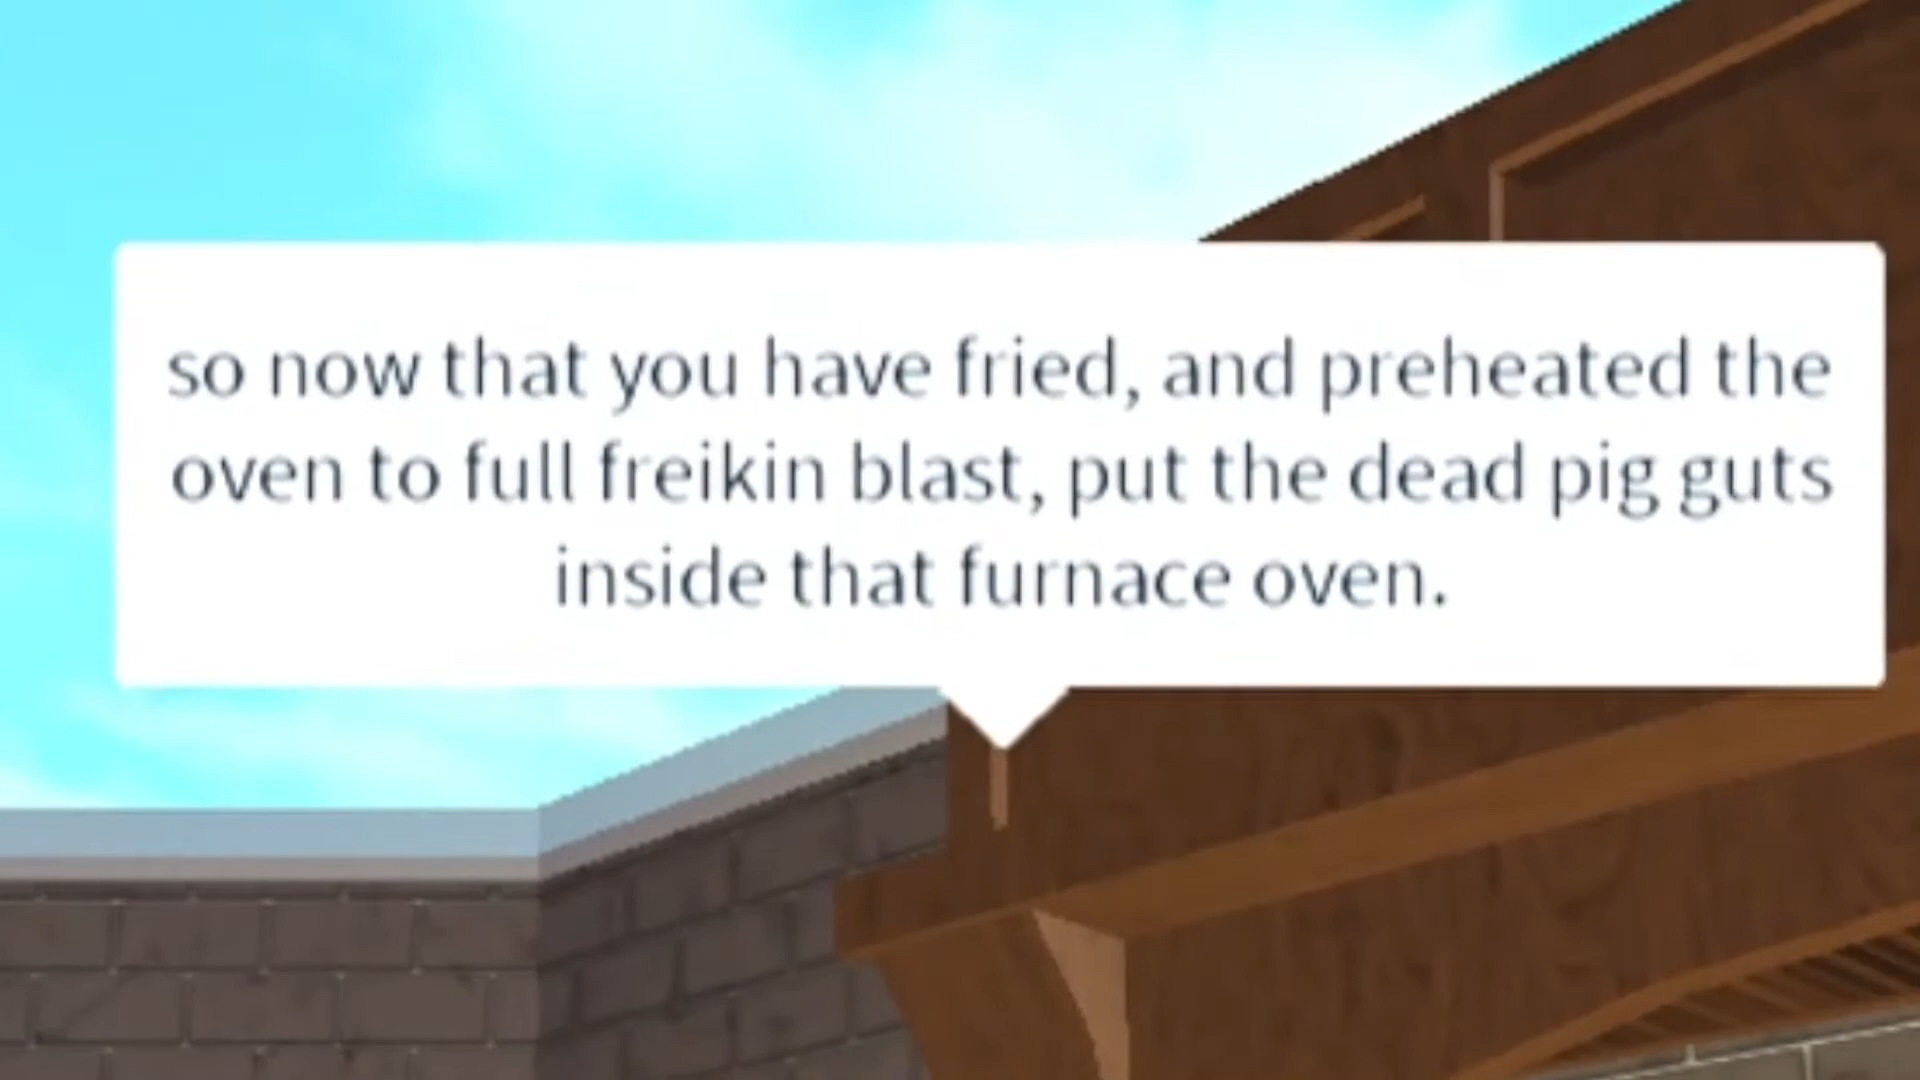 so now that you have fried, and preheated the
oven to full freikin blast, put the dead pig guts
inside that furnace oven.